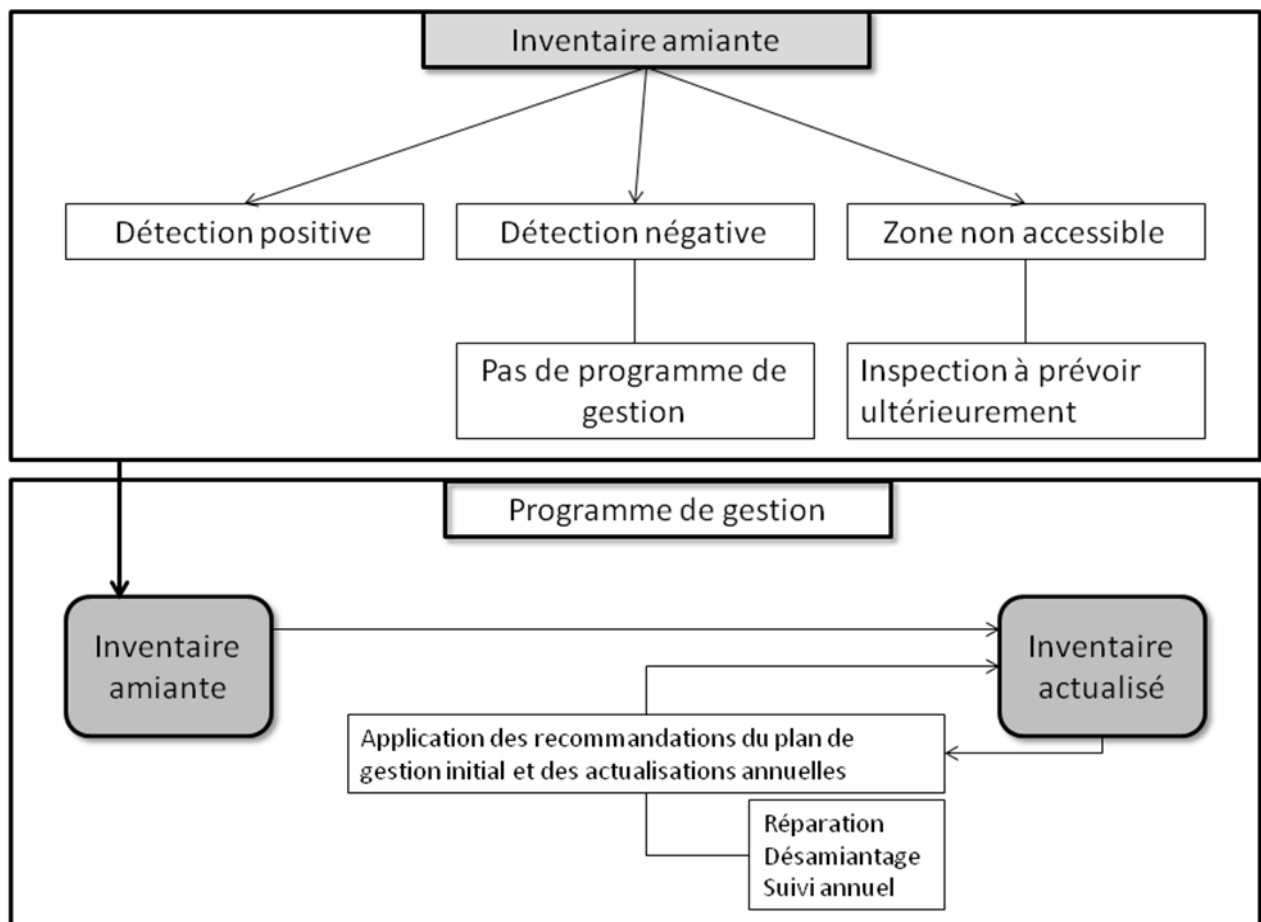 Inventaire amiante
Détection positive
Détection négative
Zone non accessible
Pas de programme de
gestion
Inspection à prévoir
ultérieurement
Programme de gestion
Inventaire
amiante
Inventaire
actualisé
Application des recommandations du plan de
gestion initial et des actualisations annuelles
Réparation
Désamiantage
Suivi annuel